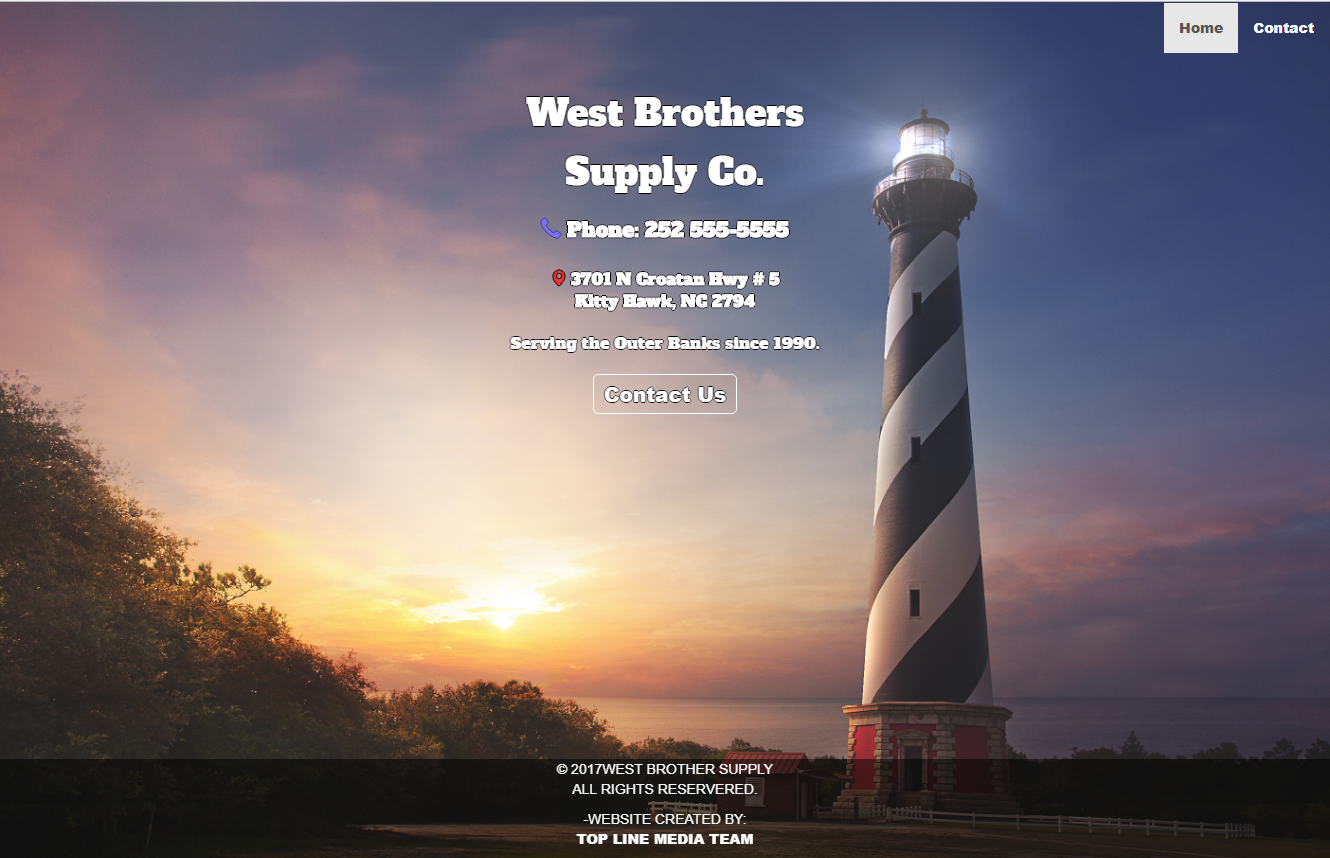 Home Contact
West Brothers
Supply Co.
Phone: 252 555-5555
3701 N Croatan Hwy # 5
Kitty Hawk, NC 2794
Serving the Outer Banks since 1990.
Contact Us
© 2017WEST BROTHER SUPPLY
ALL RIGHTS RESERVERED.
-WEBSITE CREATED BY:
TOP LINE MEDIA TEAM